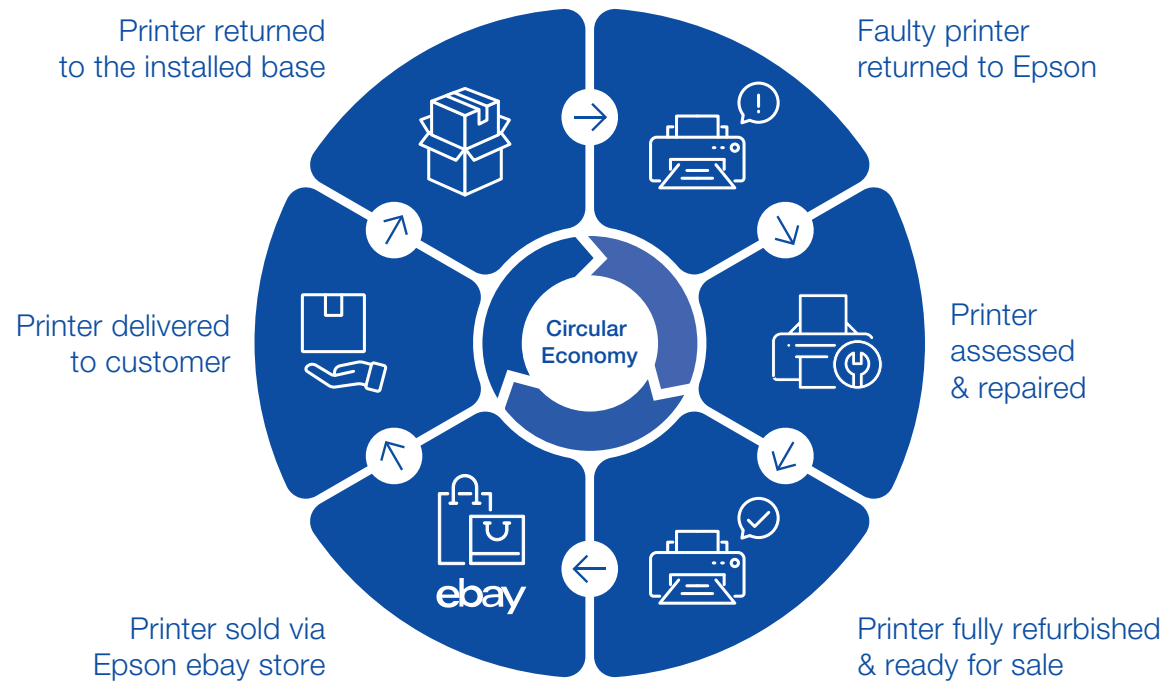 Printer returned
to the installed base
Faulty printer
returned to Epson
Printer
assessed
& repaired
Printer fully refurbished
& ready for sale
Printer sold via
Epson ebay store
Printer delivered
to customer
Circular
Economy
ebay